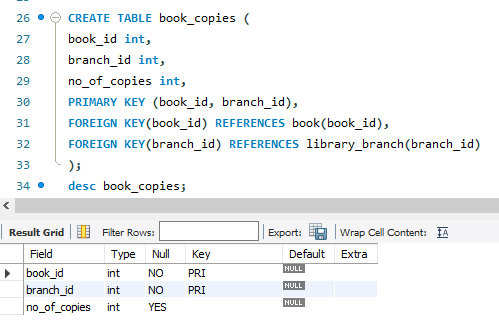 26 CREATE TABLE book_copies (
27 book_id int,
28 branch_id int,
29 no_of_copies int,
30 PRIMARY KEY (book_id, branch_id),
31 FOREIGN KEY(book_id) REFERENCES book(book_id),
32 FOREIGN KEY(branch_id) REFERENCES library_branch(branch_id)
33 );
34 desc book_copies;
Result Grid Filter Rows: Export: Wrap Cell Content: IA
Field Type Null Key Default Extra
book_id int NO PRI NULL
branch_id int NO PRI NULL
no_of_copies int YES NULL